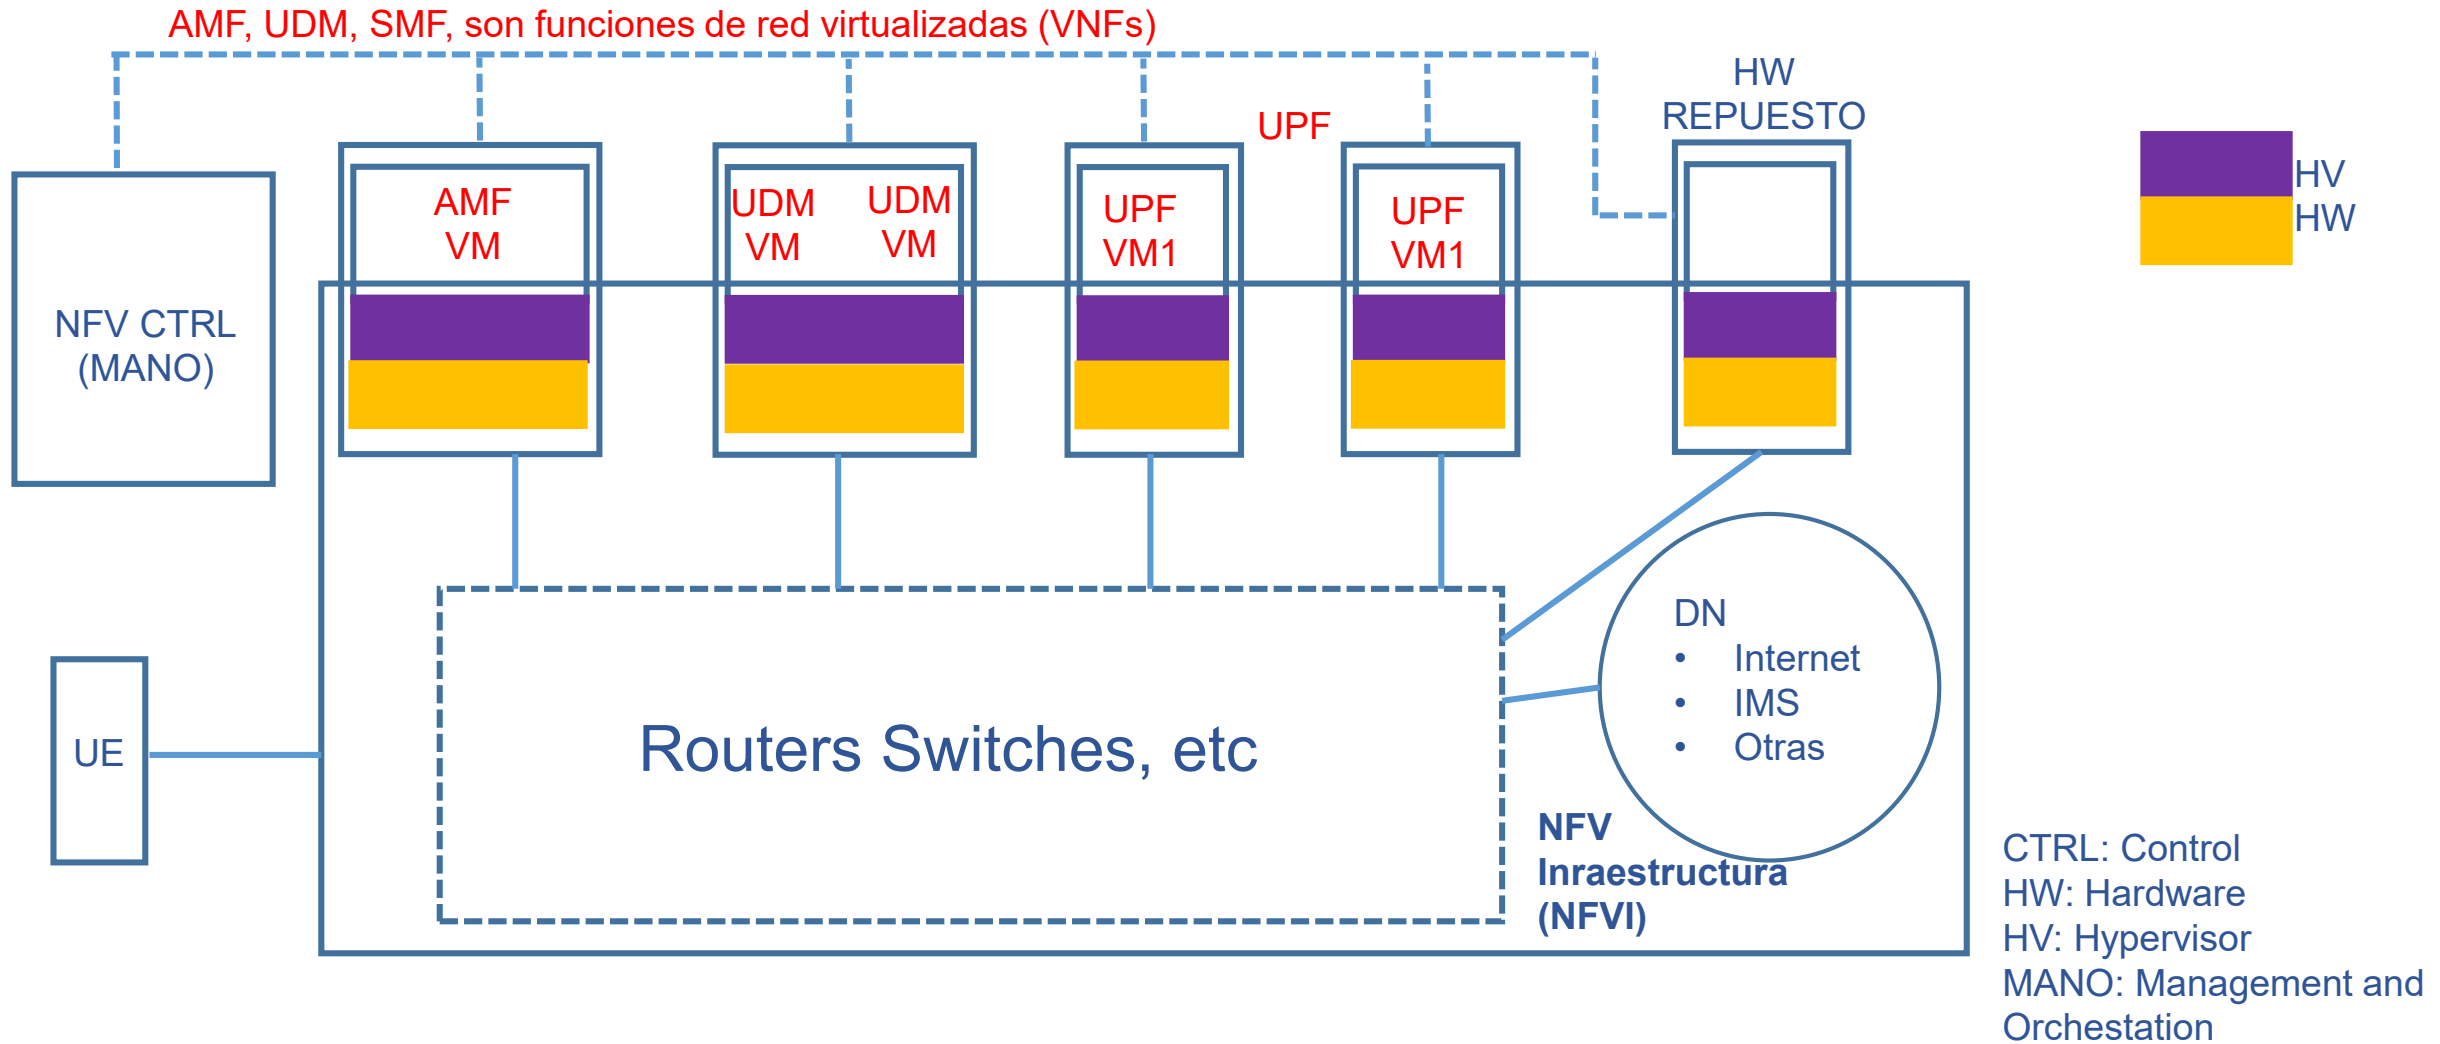 AMF, UDM, SMF, son funciones de red virtualizadas (VNFs)
HW
REPUESTO
UPF
AMF
VM
UDM
VM
UDM
VM
UPF
VM1
UPF
VM1
HV
HW
NFV CTRL
(MANO)
DN
• Internet
• IMS
• Otras
UE
Routers Switches, etc
NFV
Inraestructura
(NFVI)
CTRL: Control
HW: Hardware
HV: Hypervisor
MANO: Management and
Orchestation